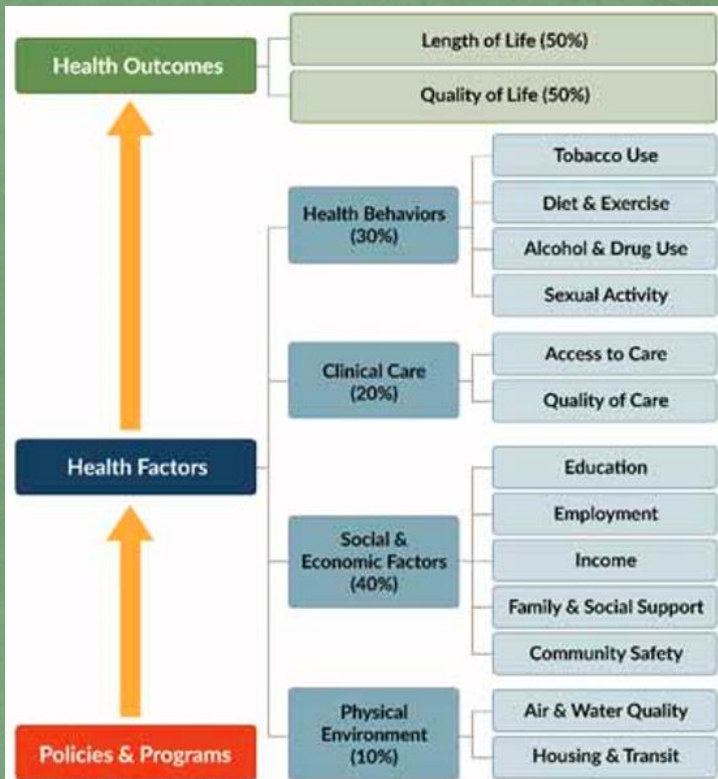 Health Outcomes
Length of Life (50%)
Quality of Life (50%)
Health Factors
Health Behaviors
(30%)
Tobacco Use
Diet & Exercise
Alcohol & Drug Use
Sexual Activity
Clinical Care
(20%)
Access to Care
Quality of Care
Social &
Economic Factors
(40%)
Education
Employment
Income
Family & Social Support
Community Safety
Physical
Environment
(10%)
Air & Water Quality
Housing & Transit
Policies & Programs